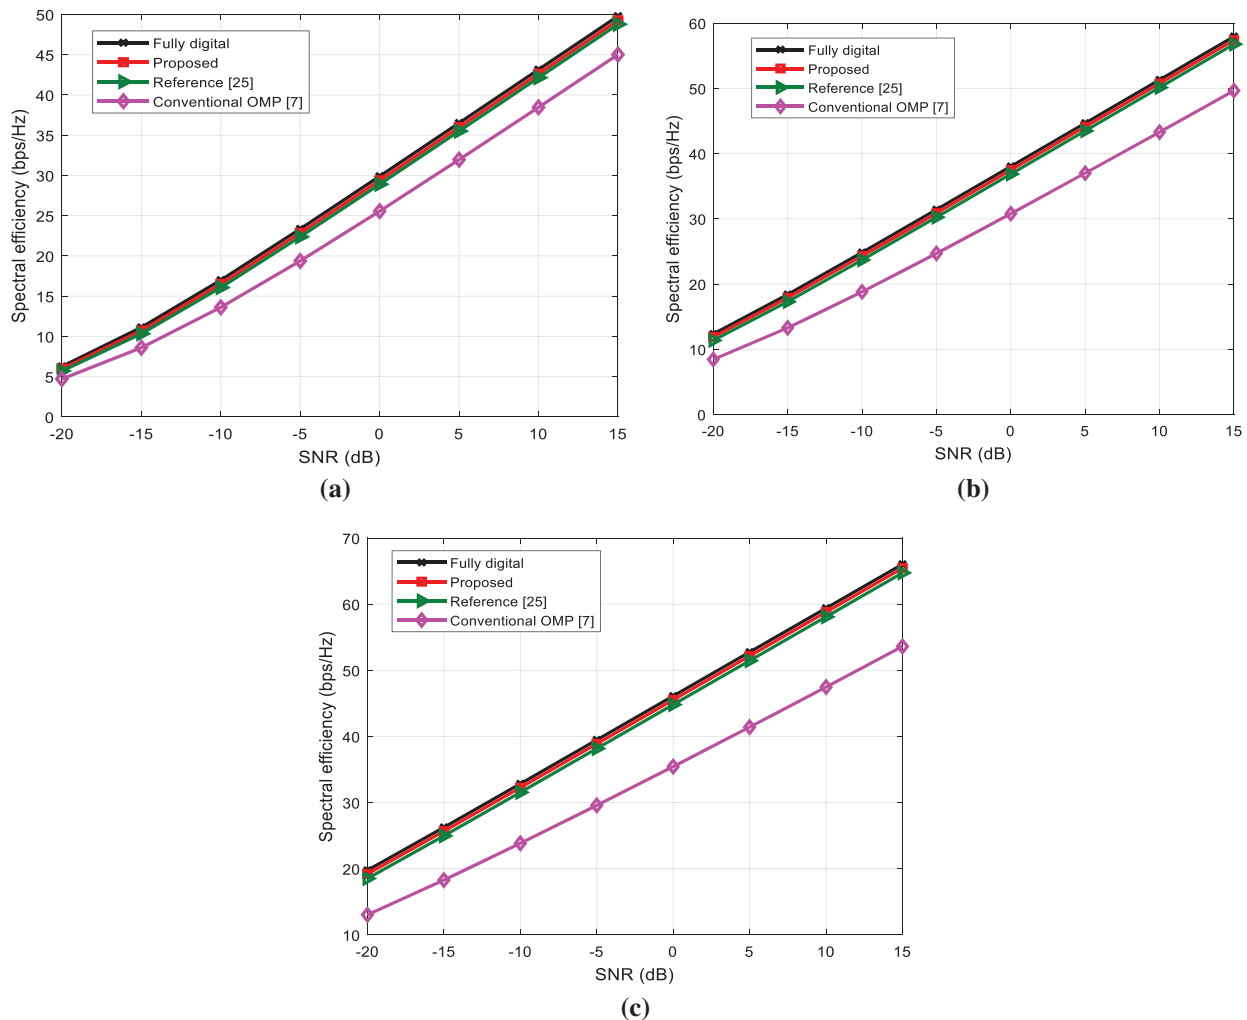 50
45
40
35
30
25
20
15
10
5
0
Spectral efficiency (bps/Hz)
Fully digital
Proposed
Reference [25]
Conventional OMP [7]
-20 -15 -10 -5 0 5 10 15
SNR (dB)
(a)
60
50
40
30
20
10
0
Spectral efficiency (bps/Hz)
Fully digital
Proposed
Reference [25]
Conventional OMP [7]
-20 -15 -10 -5 0 5 10 15
SNR (dB)
(b)
70
60
50
40
30
20
10
Spectral efficiency (bps/Hz)
Fully digital
Proposed
Reference [25]
Conventional OMP [7]
-20 -15 -10 -5 0 5 10 15
SNR (dB)
(c)